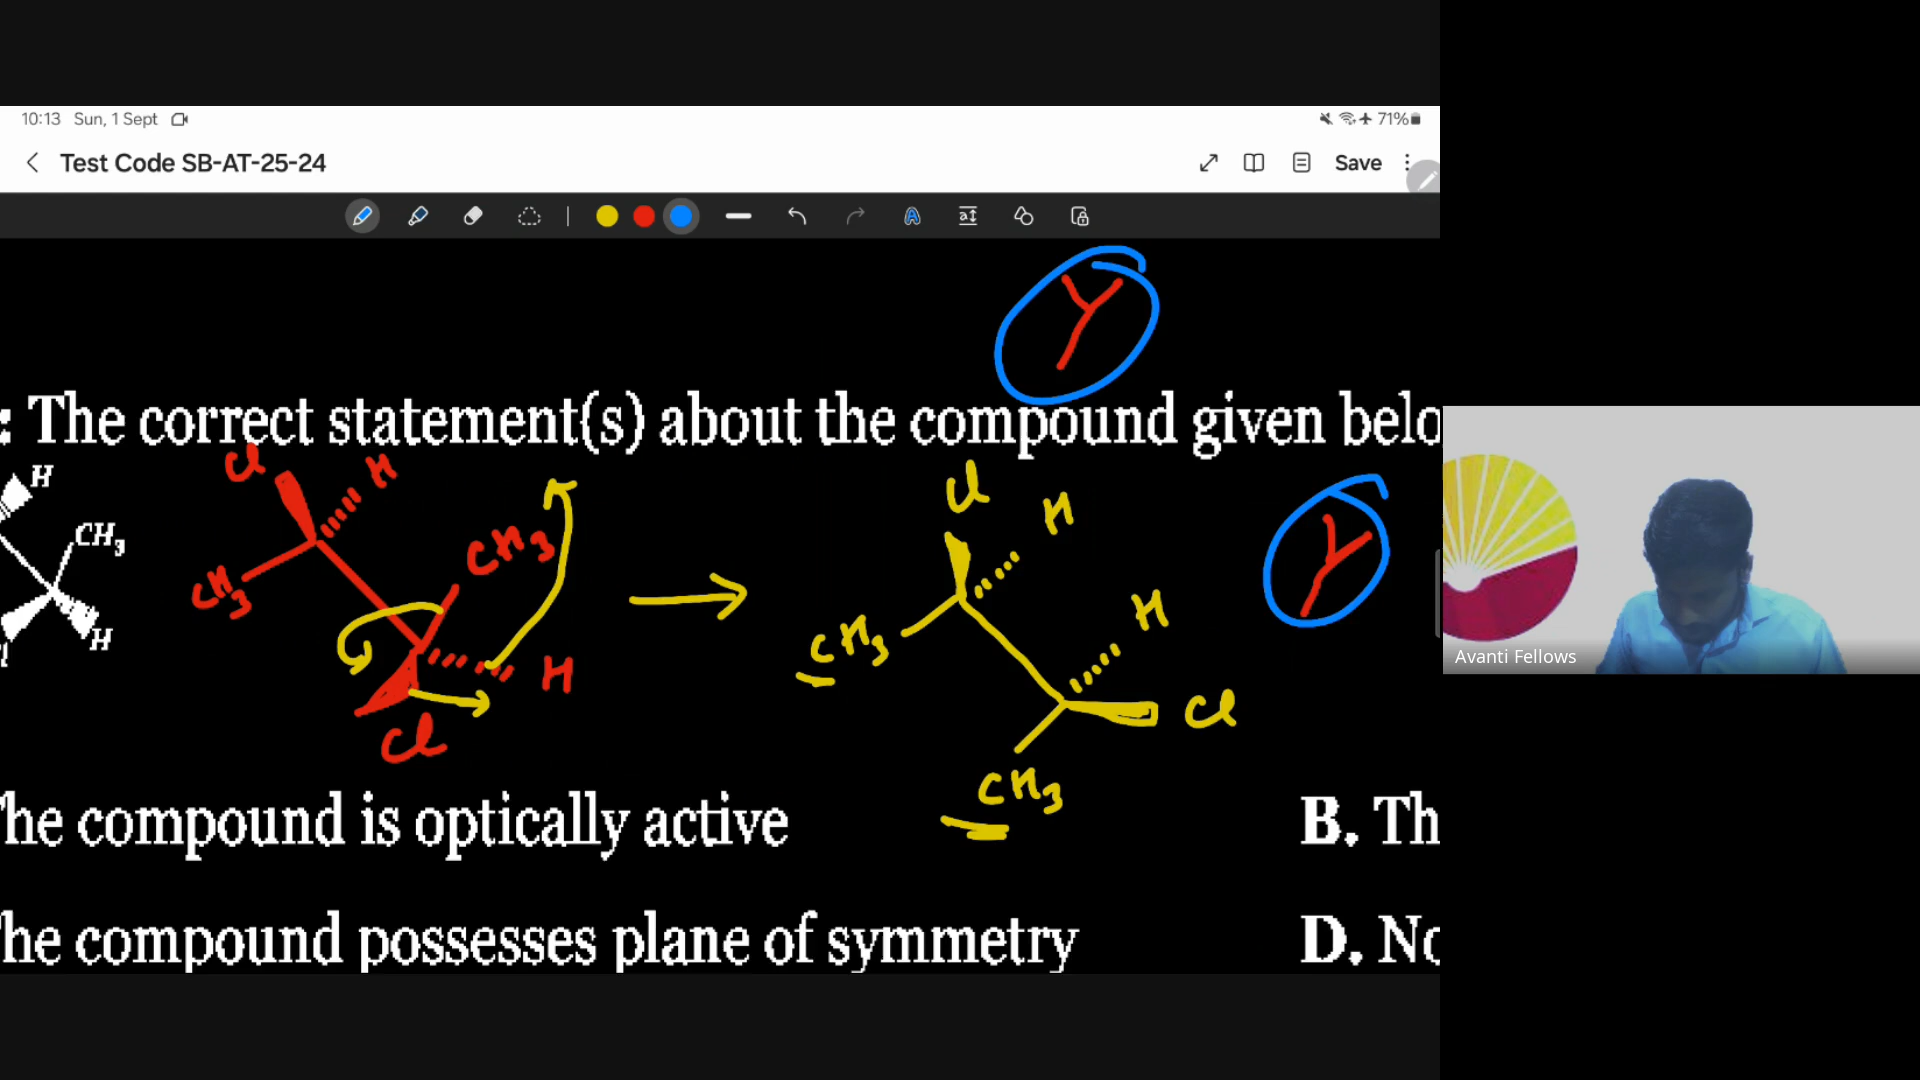 10:13 Sun, 1 Sept 71%
Test Code SB-AT-25-24 Save
Y
: The correct statement(s) about the compound given belo
H
CH3
H
Cl H
CH3
CH3
H
Cl
Cl H
CH3
H
Cl
CH3
Y
Avanti Fellows
he compound is optically active B. Th
he compound possesses plane of symmetry D. No